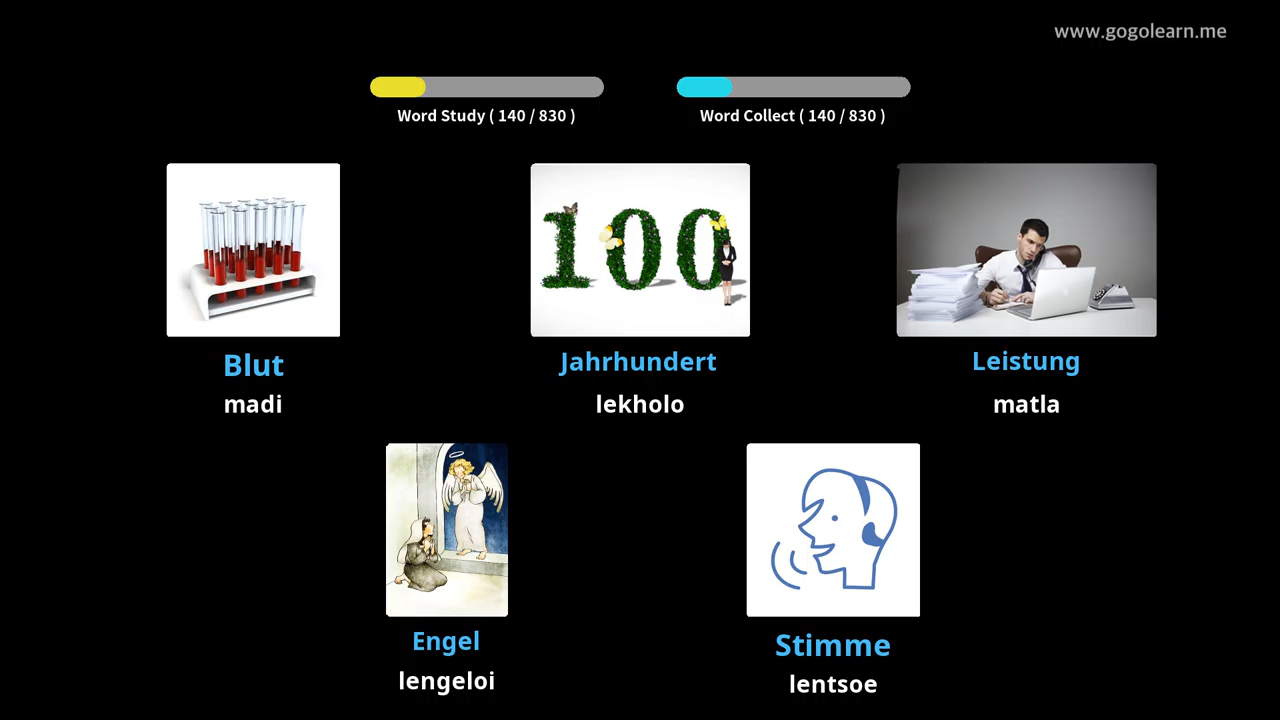 www.gogolearn.me
Word Study ( 140 / 830 )
Word Collect ( 140 / 830 )
100
Blut
madi
Jahrhundert
lekholo
Leistung
matla
Engel
lengeloi
Stimme
lentsoe